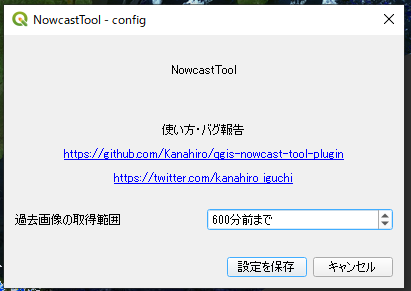 NowcastTool - config
NowcastTool
使い方・バグ報告
https://github.com/Kanahiro/qgis-nowcast-tool-plugin
https://twitter.com/kanahiro_iguchi
過去画像の取得範囲 600分前まで
設定を保存 キャンセル